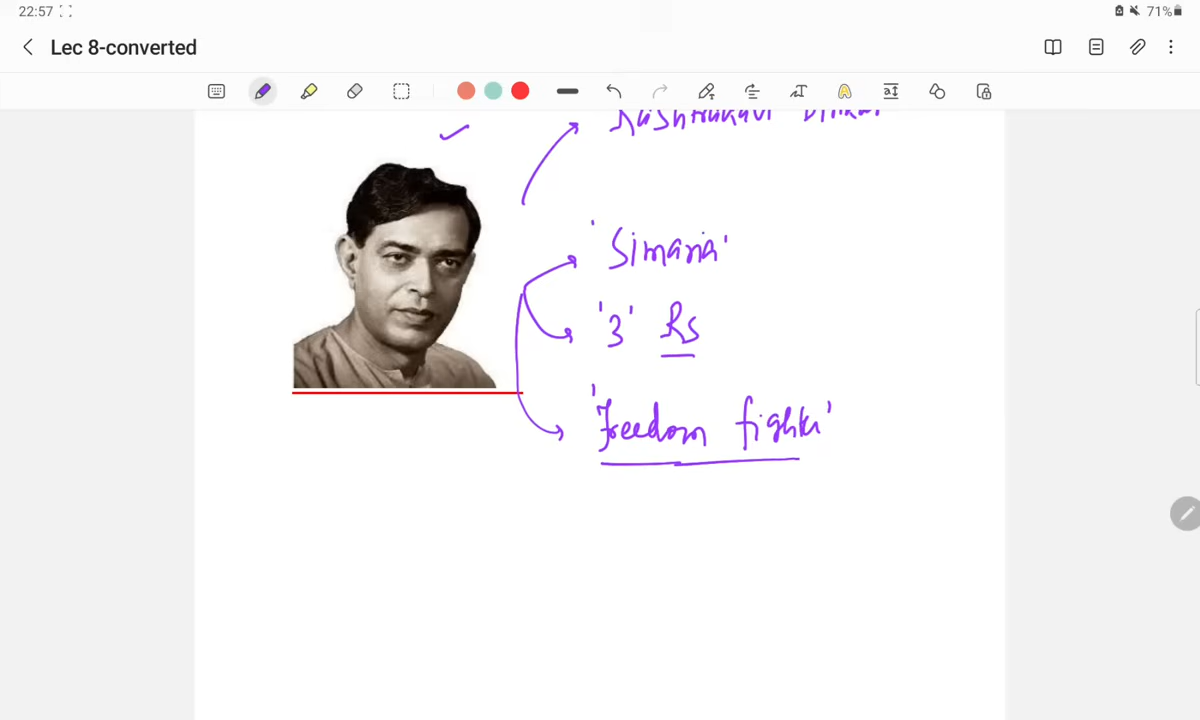 22:57
71%
Lec 8-converted
'Simaria'
'3' Rs
'Freedom fighter'